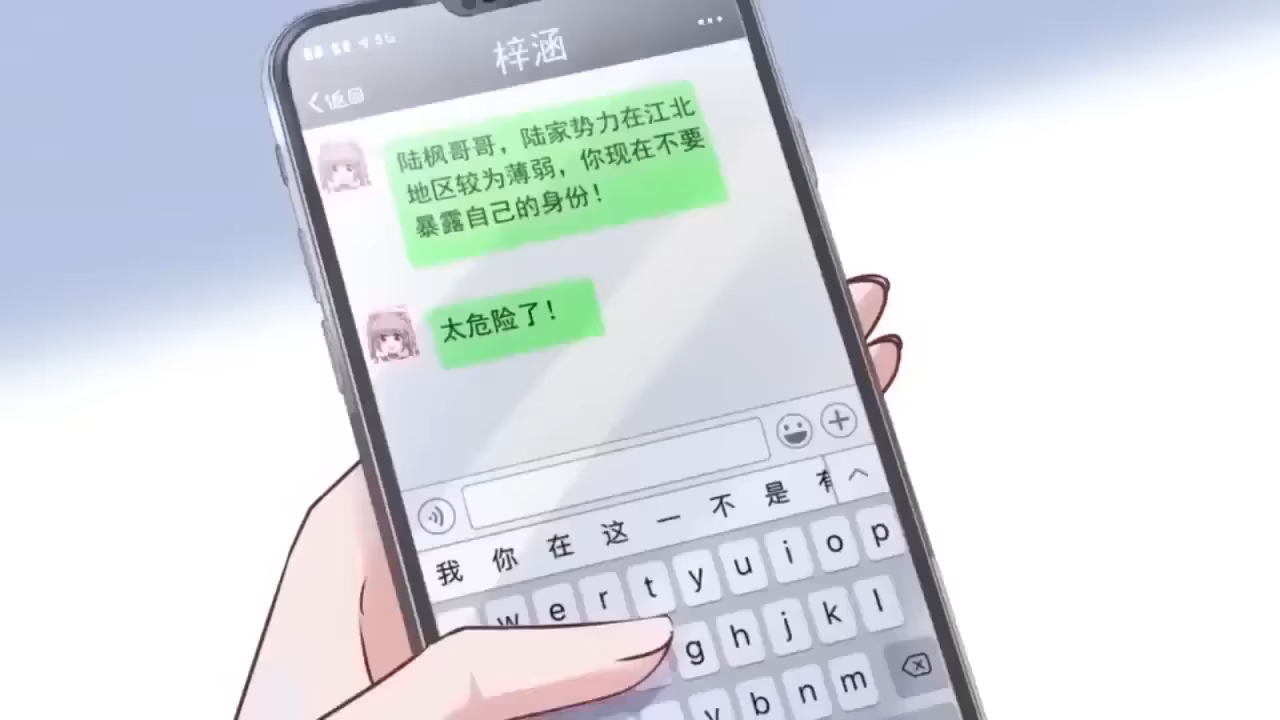 5G
梓涵
返回
陆枫哥哥，陆家势力在江北
地区较为薄弱，你现在不要
暴露自己的身份！
太危险了！
我 你 在 这 一 不 是 有
w e r t y u i o p
g h j k l
v b n m